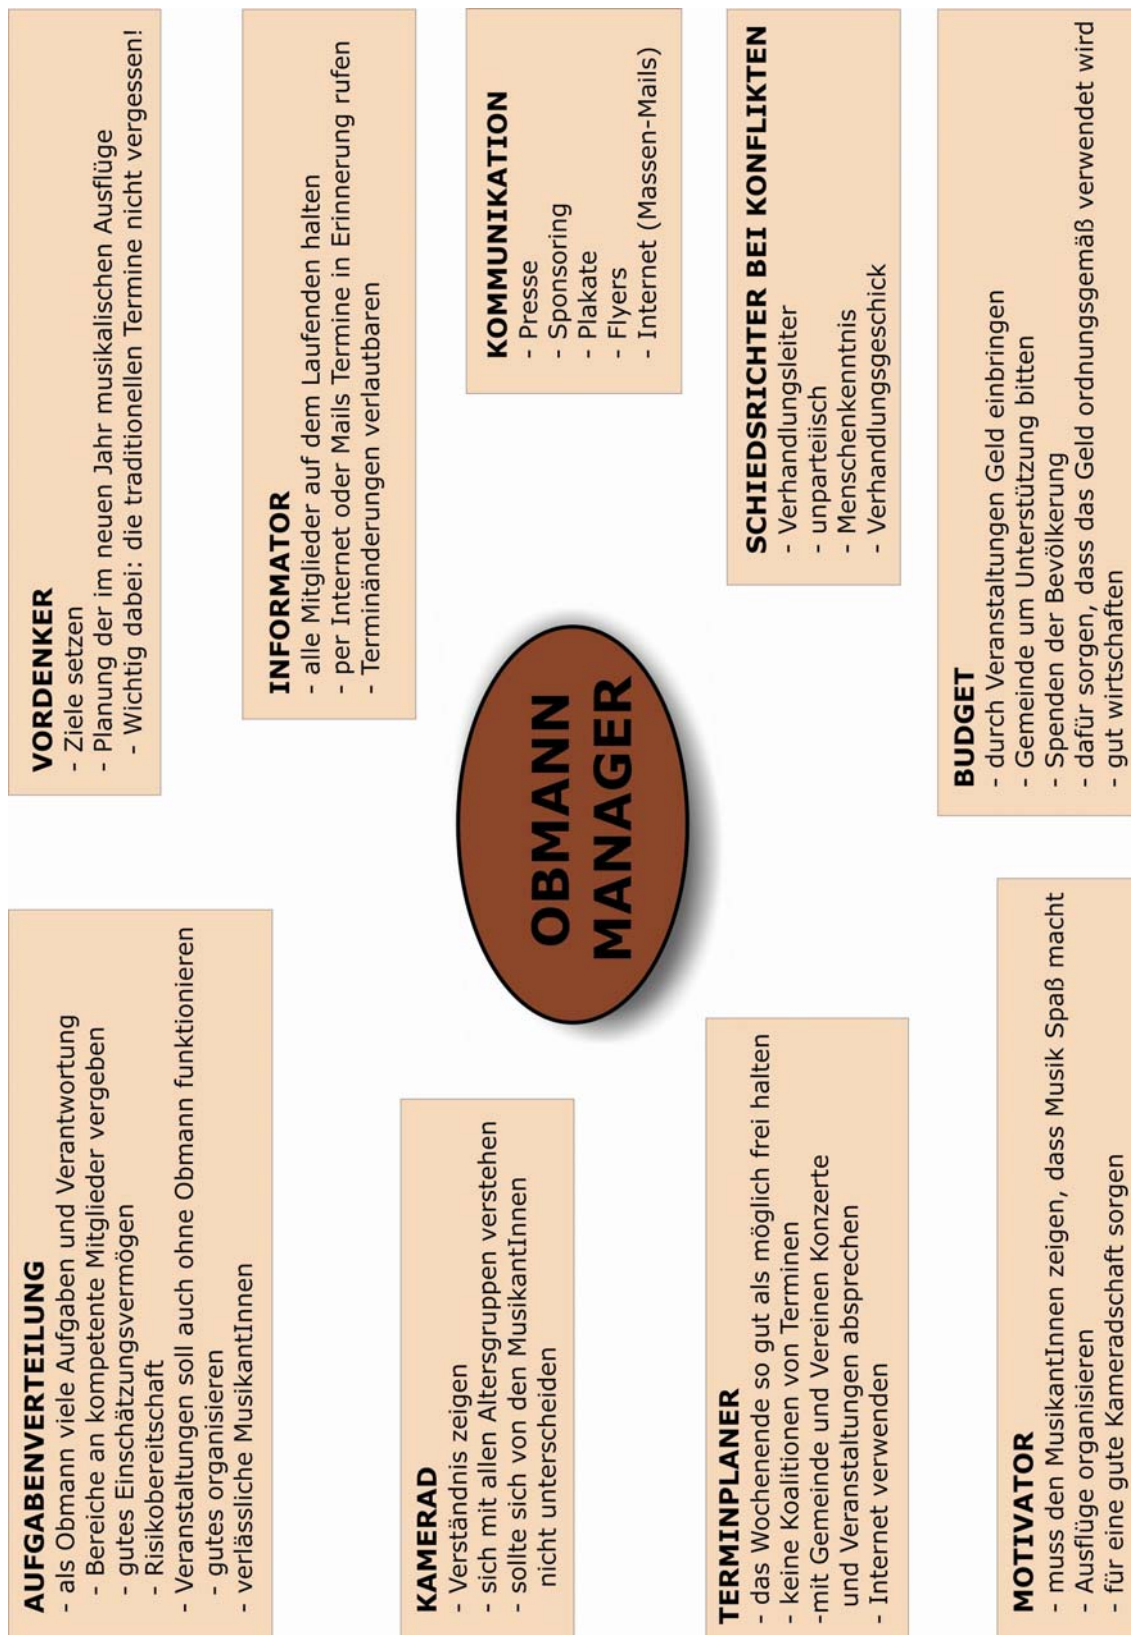 AUFGABENVERTEILUNG
- als Obmann viele Aufgaben und Verantwortung
- Bereiche an kompetente Mitglieder vergeben
- gutes Einschätzungsvermögen
- Risikobereitschaft
- Veranstaltungen soll auch ohne Obmann funktionieren
- gutes organisieren
- verlässliche MusikantInnen
VORDENKER
- Ziele setzen
- Planung der im neuen Jahr musikalischen Ausflüge
- Wichtig dabei: die traditionellen Termine nicht vergessen!
INFORMATOR
- alle Mitglieder auf dem Laufenden halten
- per Internet oder Mails Termine in Erinnerung rufen
- Terminänderungen verlautbaren
KAMERAD
- Verständnis zeigen
- sich mit allen Altersgruppen verstehen
- sollte sich von den MusikantInnen
nicht unterscheiden
OBMANN
MANAGER
KOMMUNIKATION
- Presse
- Sponsoring
- Plakate
- Flyers
- Internet (Massen-Mails)
TERMINPLANER
- das Wochenende so gut als möglich frei halten
- keine Koalitionen von Terminen
-mit Gemeinde und Vereinen Konzerte
und Veranstaltungen absprechen
- Internet verwenden
SCHIEDSRICHTER BEI KONFLIKTEN
- Verhandlungsleiter
- unparteiisch
- Menschenkenntnis
- Verhandlungsgeschick
MOTIVATOR
- muss den MusikantInnen zeigen, dass Musik Spaß macht
- Ausflüge organisieren
- für eine gute Kameradschaft sorgen
BUDGET
- durch Veranstaltungen Geld einbringen
- Gemeinde um Unterstützung bitten
- Spenden der Bevölkerung
- dafür sorgen, dass das Geld ordnungsgemäß verwendet wird
- gut wirtschaften